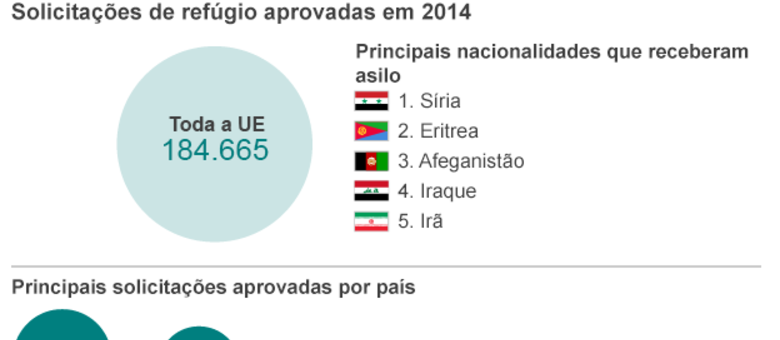 Solicitações de refúgio aprovadas em 2014
Toda a UE
184.665
Principais nacionalidades que receberam
asilo
1. Síria
2. Eritrea
3. Afeganistão
4. Iraque
5. Irã
Principais solicitações aprovadas por país